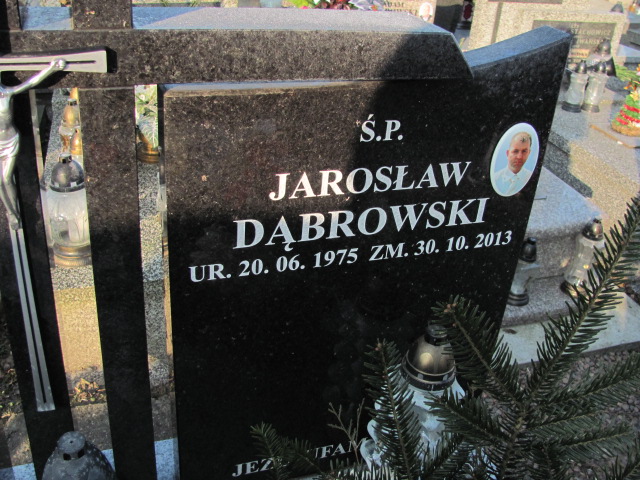 Ś.P.
JAROSŁAW
DĄBROWSKI
UR. 20. 06. 1975 ZM. 30. 10. 2013